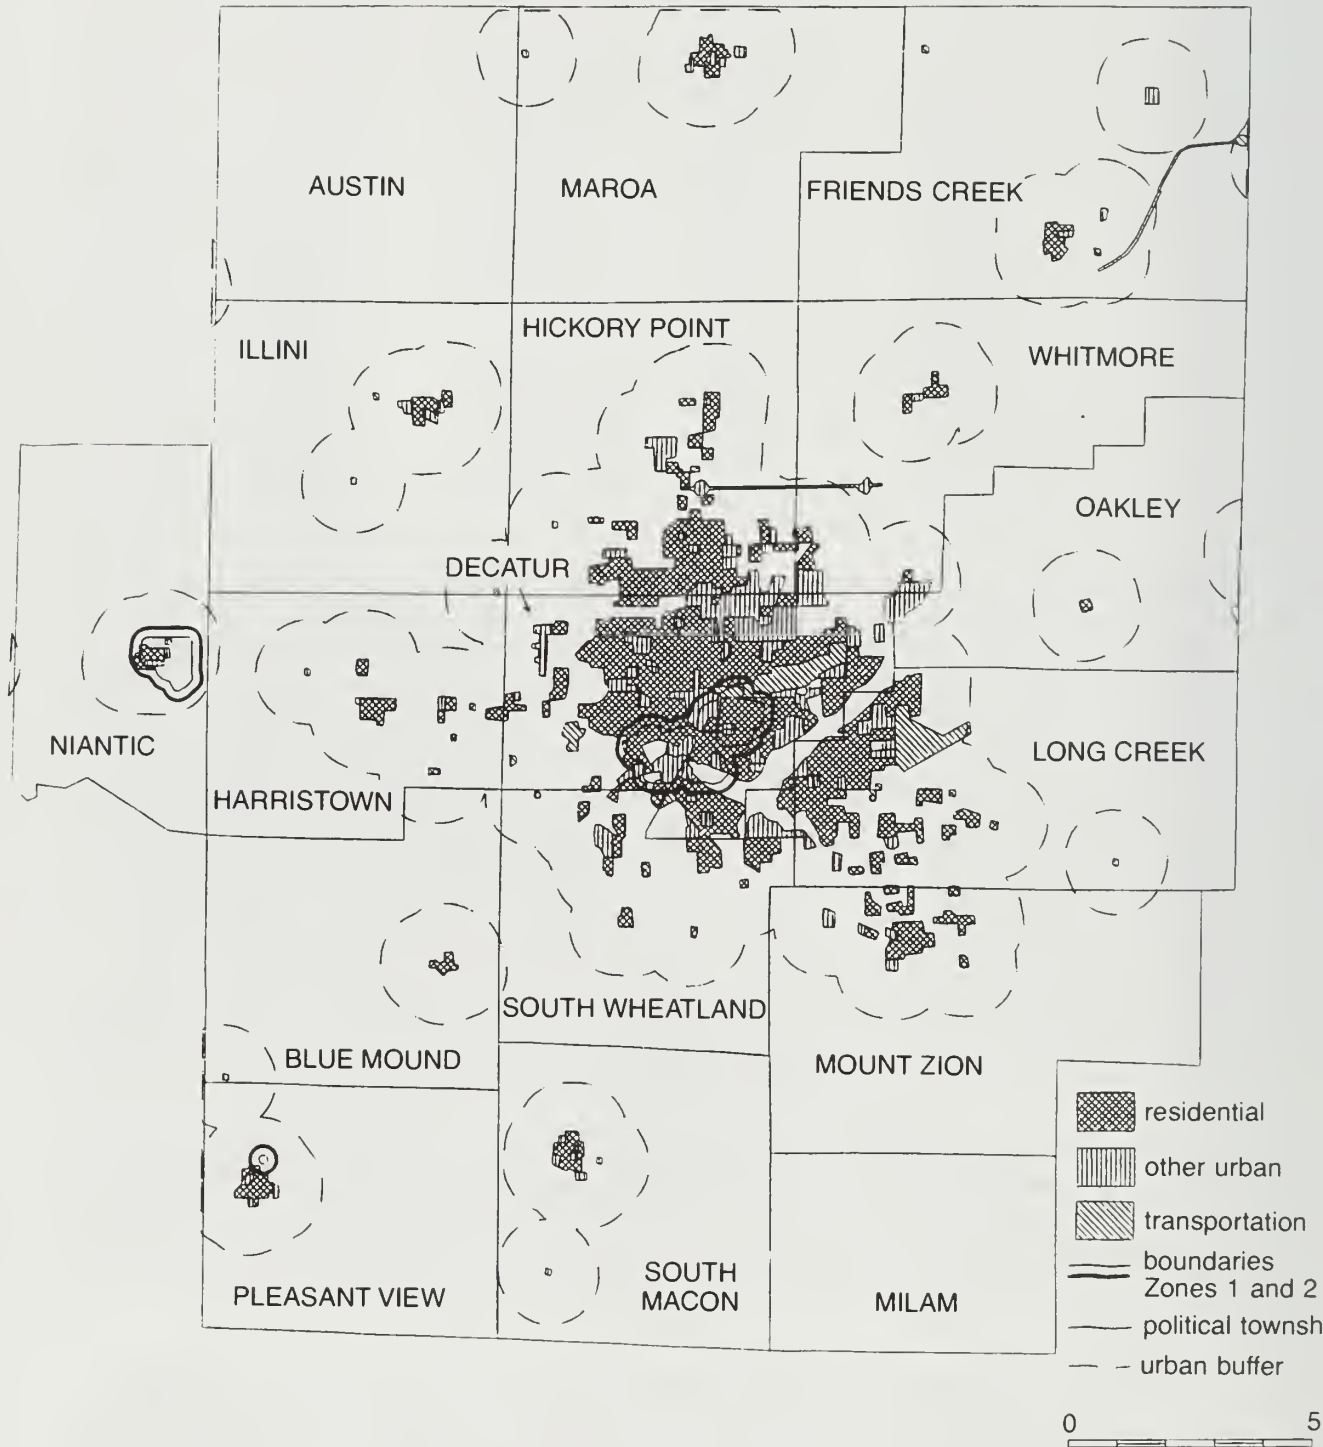 AUSTIN
MAROA
FRIENDS CREEK
HICKORY POINT
ILLINI
WHITMORE
OAKLEY
DECATUR
NIANTIC
LONG CREEK
HARRISTOWN
SOUTH WHEATLAND
BLUE MOUND
MOUNT ZION
residential
other urban
transportation
boundaries
Zones 1 and 2
political townsh
urban buffer
SOUTH
MACON
PLEASANT VIEW
MILAM
0 5